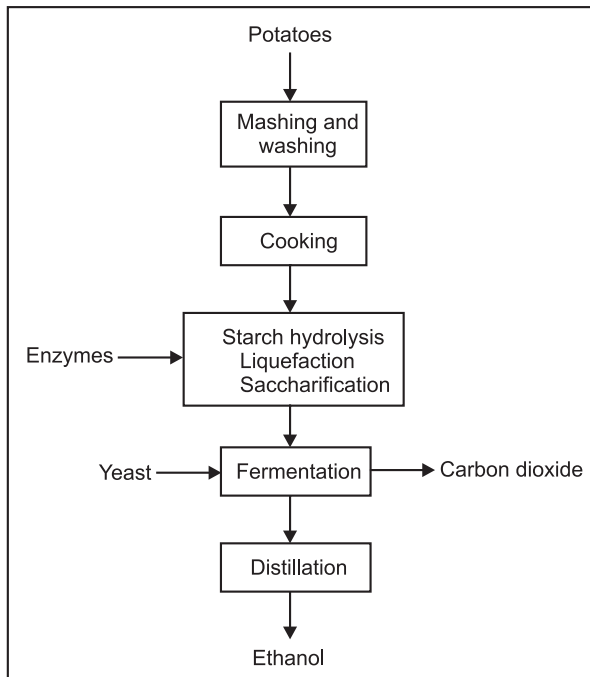 Potatoes
Mashing and
washing
Cooking
Starch hydrolysis
Liquefaction
Saccharification
Enzymes
Yeast
Fermentation
Carbon dioxide
Distillation
Ethanol